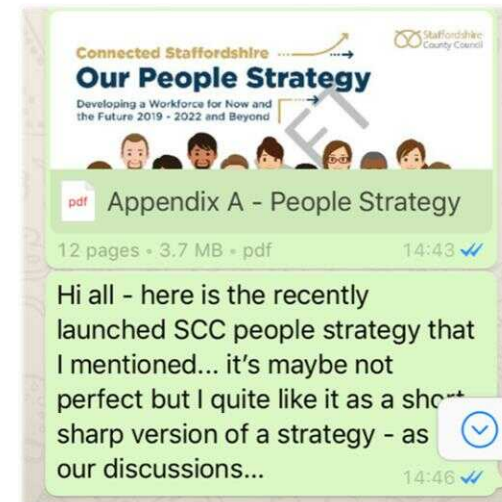 Staffordshire
County Council
Connected Staffordshire
Our People Strategy
Developing a Workforce for Now and
the Future 2019 - 2022 and Beyond
pdf
Appendix A - People Strategy
12 pages • 3.7 MB • pdf
14:43
Hi all - here is the recently
launched SCC people strategy that
I mentioned... it's maybe not
perfect but I quite like it as a short
sharp version of a strategy - as
our discussions...
14:46